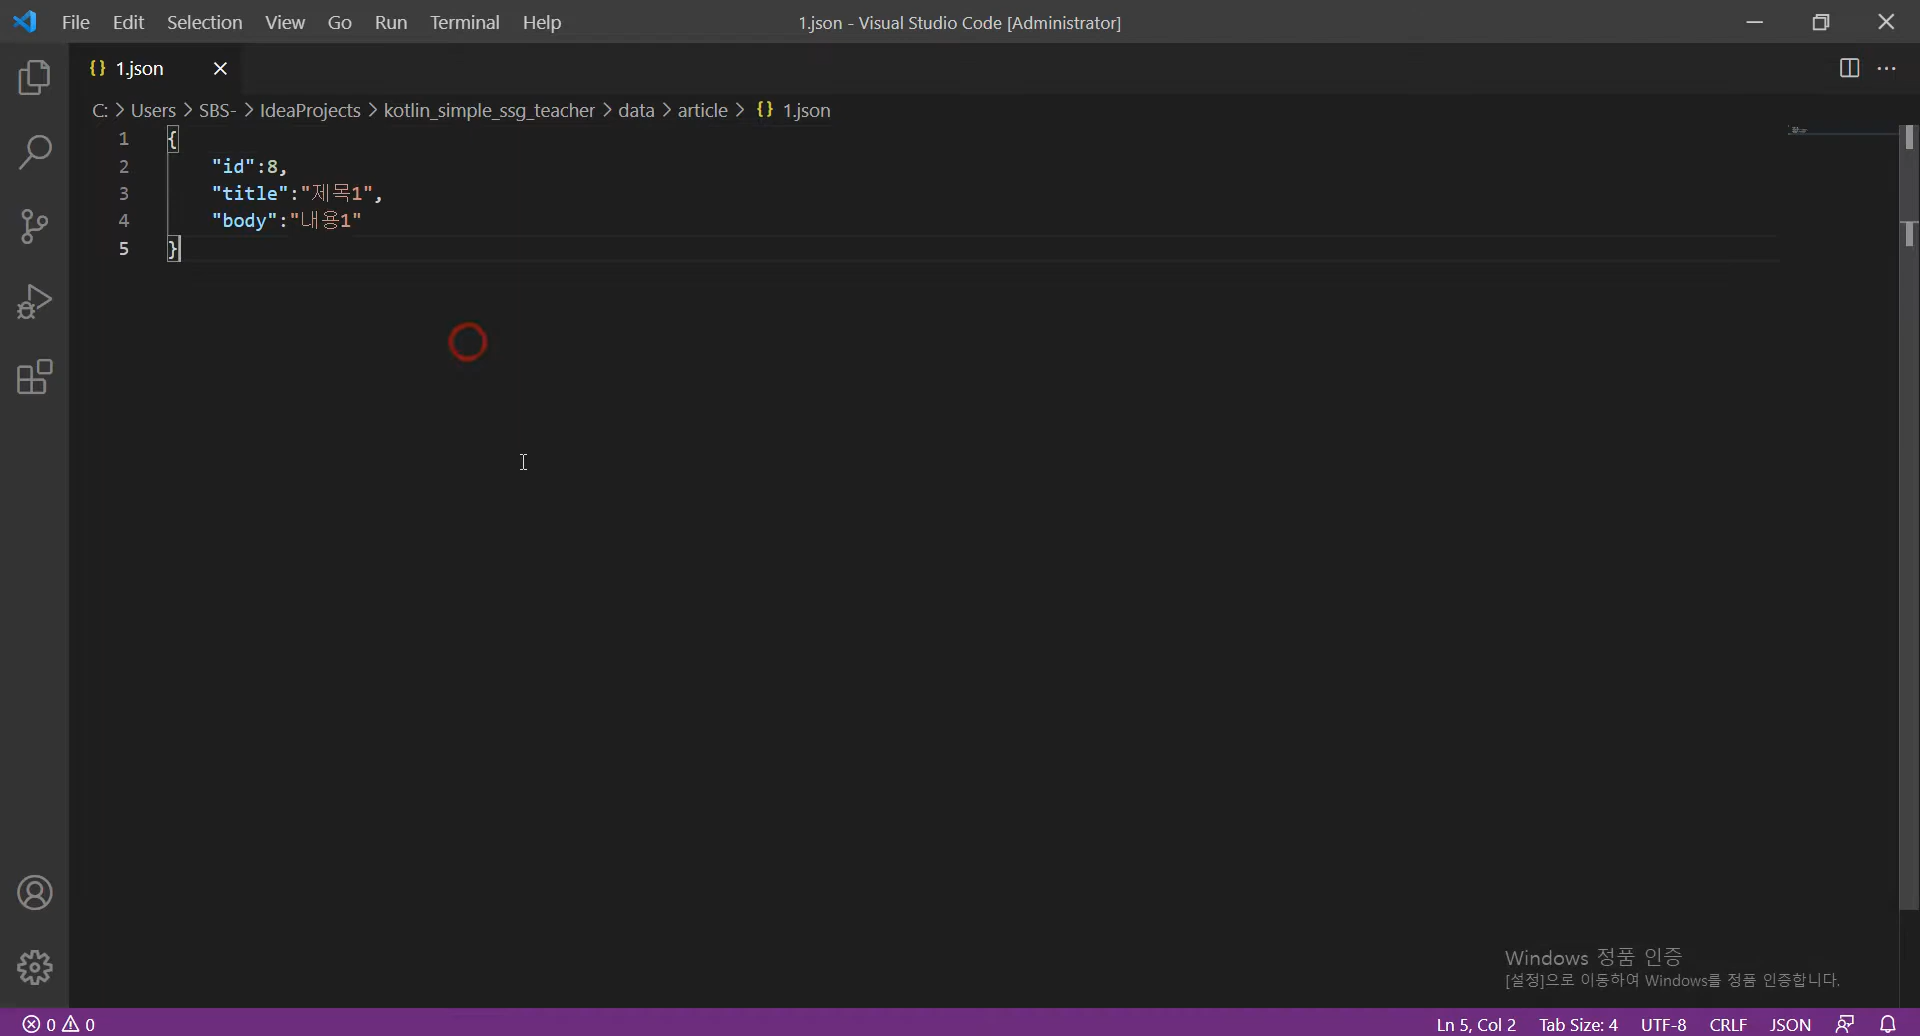 File Edit Selection View Go Run Terminal Help 1.json - Visual Studio Code [Administrator]
{} 1.json
C: > Users > SBS- > IdeaProjects > kotlin_simple_ssg_teacher > data > article > {} 1.json
1 {
2 "id":8,
3 "title":"제목1",
4 "body":"내용1"
5 }
Windows 정품 인증
[설정]으로 이동하여 Windows를 정품 인증합니다.
0 0 Ln 5, Col 2 Tab Size: 4 UTF-8 CRLF JSON